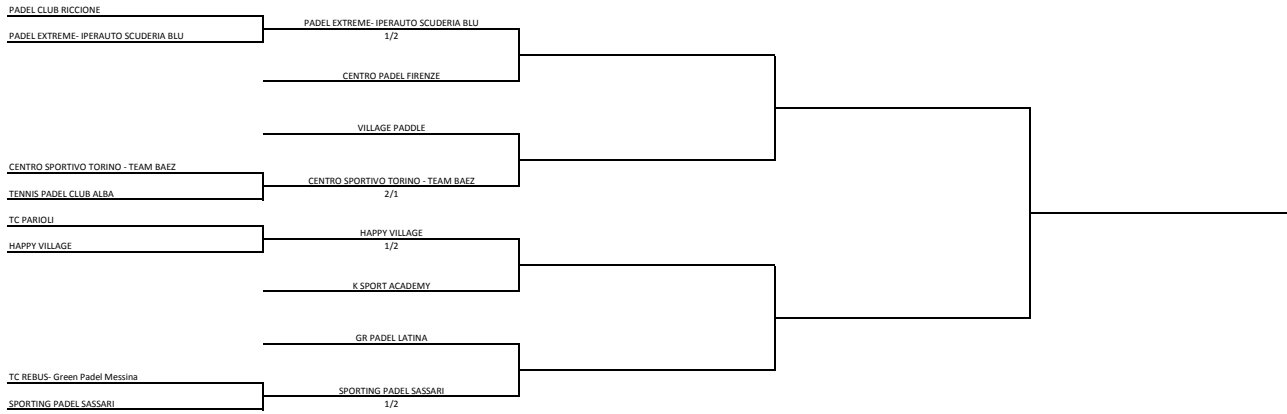 PADEL CLUB RICCIONE
PADEL EXTREME- IPERAUTO SCUDERIA BLU
PADEL EXTREME- IPERAUTO SCUDERIA BLU
1/2
CENTRO PADEL FIRENZE
VILLAGE PADDLE
CENTRO SPORTIVO TORINO - TEAM BAEZ
CENTRO SPORTIVO TORINO - TEAM BAEZ
2/1
TENNIS PADEL CLUB ALBA
TC PARIOLI
HAPPY VILLAGE
1/2
HAPPY VILLAGE
K SPORT ACADEMY
GR PADEL LATINA
TC REBUS- Green Padel Messina
SPORTING PADEL SASSARI
1/2
SPORTING PADEL SASSARI